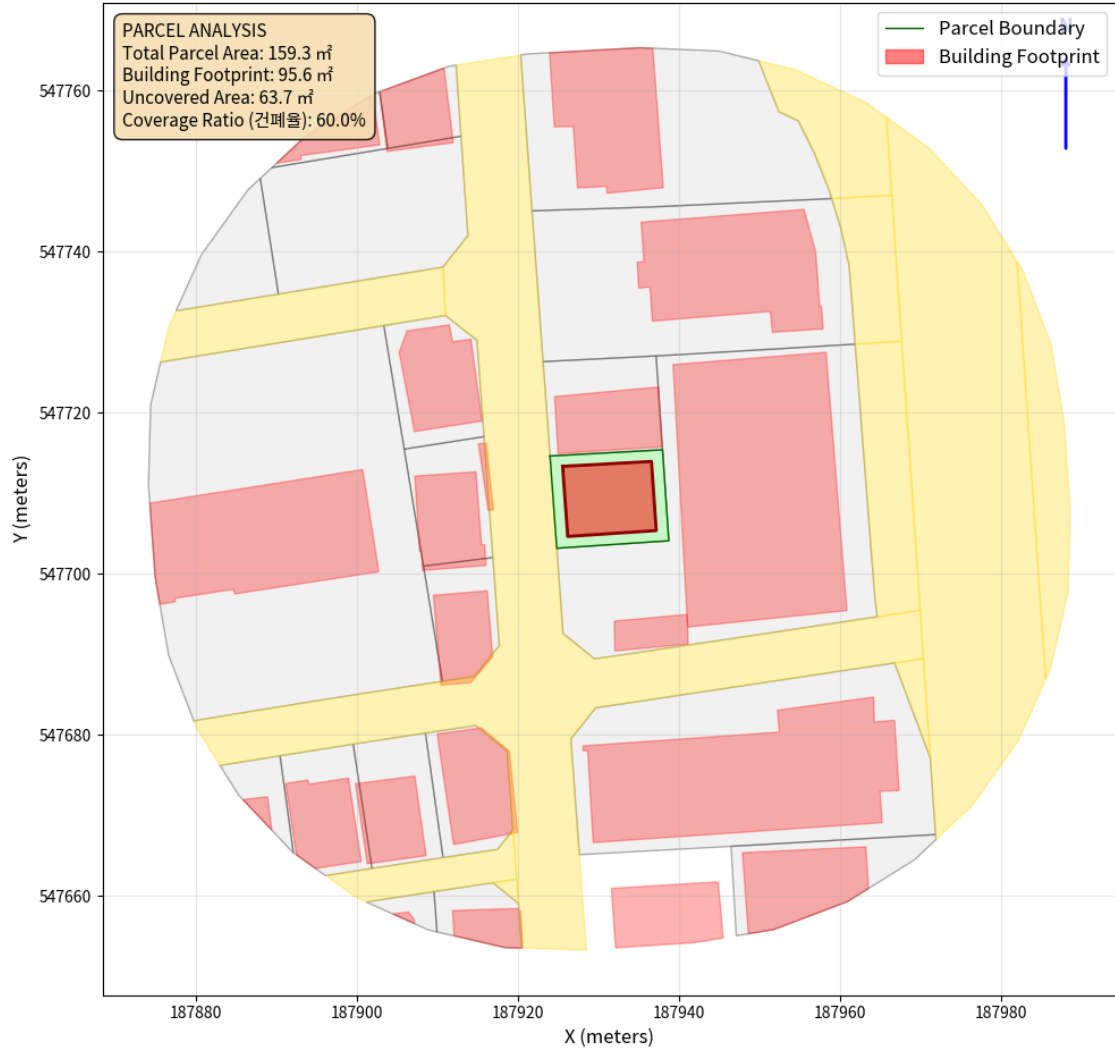 PARCEL ANALYSIS
Total Parcel Area: 159.3 ㎡
Building Footprint: 95.6 ㎡
Uncovered Area: 63.7 ㎡
Coverage Ratio (건폐율): 60.0%
Parcel Boundary
Building Footprint
N
547760
547740
547720
547700
547680
547660
Y (meters)
187880
187900
187920
187940
187960
187980
X (meters)